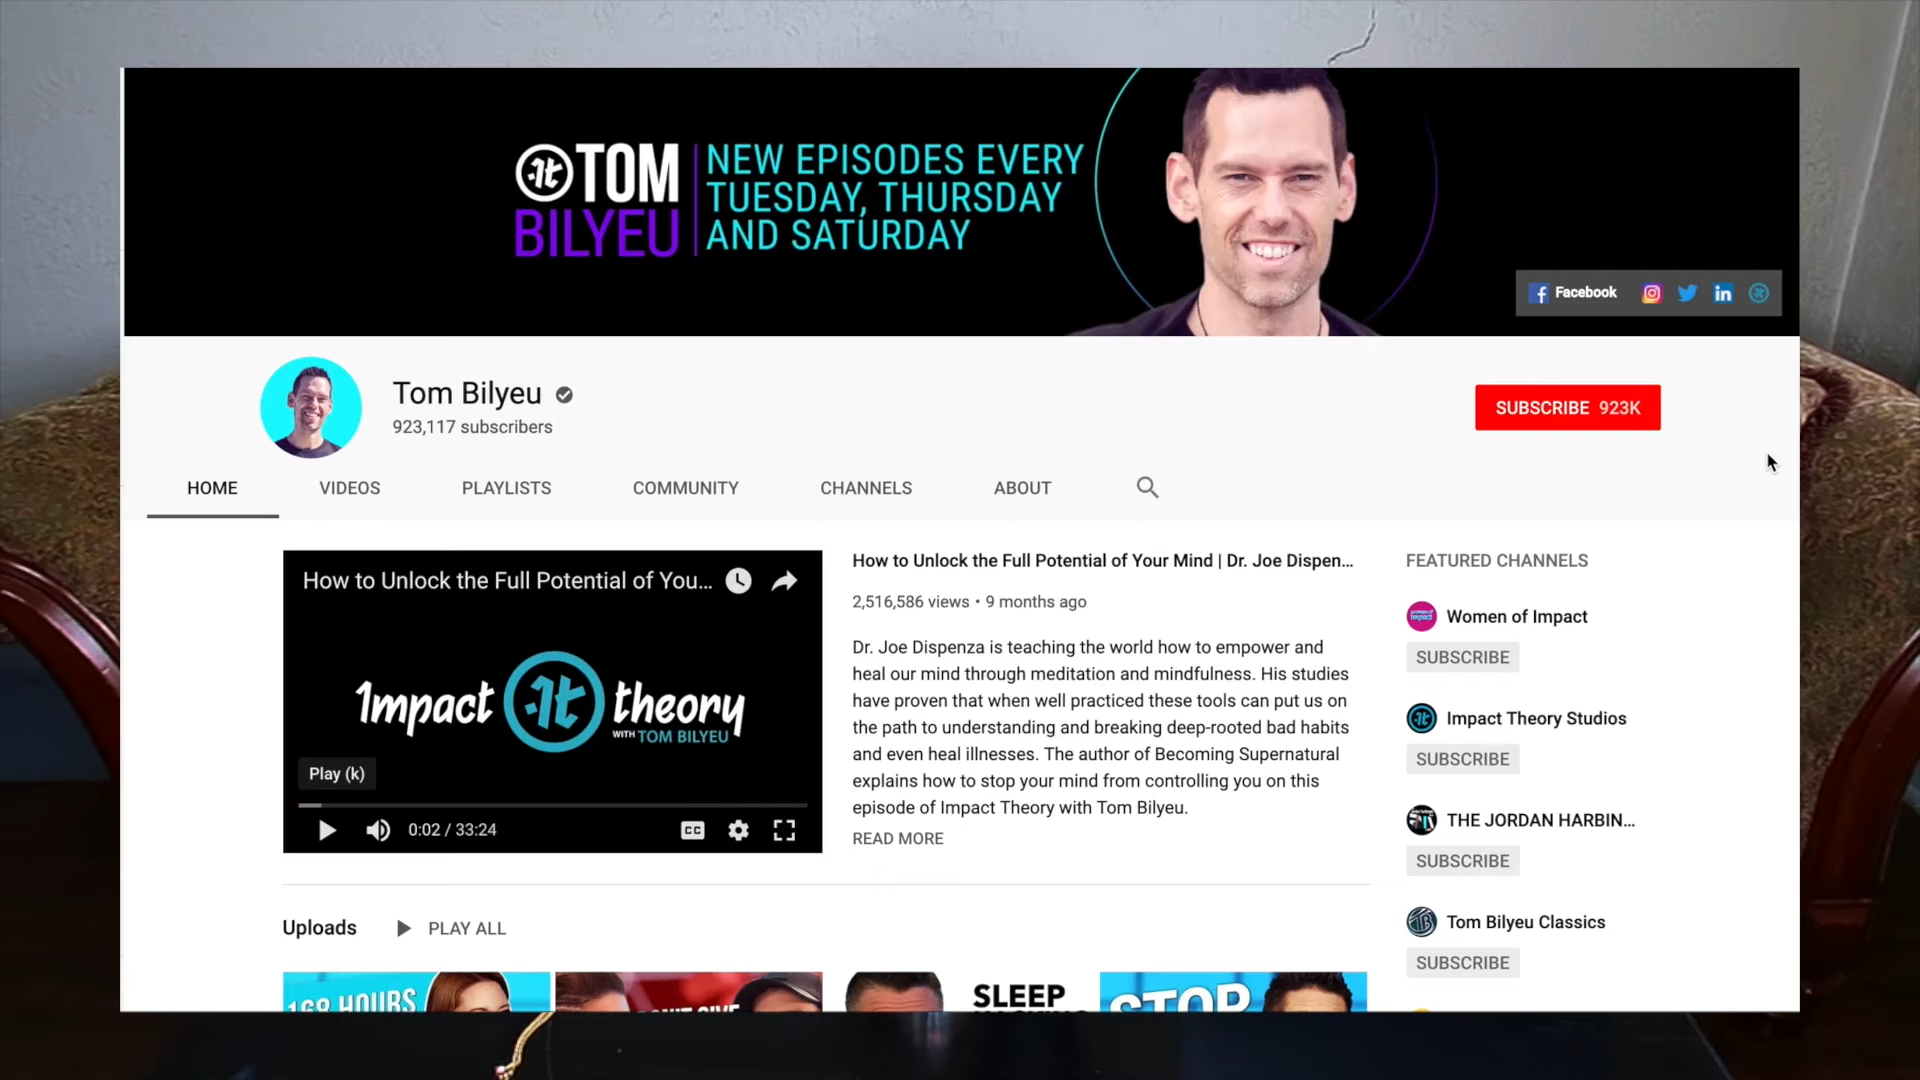 TOM
BILYEU
NEW EPISODES EVERY
TUESDAY, THURSDAY
AND SATURDAY
Facebook
Tom Bilyeu
923,117 subscribers
SUBSCRIBE 923K
HOME VIDEOS PLAYLISTS COMMUNITY CHANNELS ABOUT
How to Unlock the Full Potential of You...
1mpact theory
WITH TOM BILYEU
Play (k)
0:02 / 33:24
CC
How to Unlock the Full Potential of Your Mind | Dr. Joe Dispen...
2,516,586 views • 9 months ago
Dr. Joe Dispenza is teaching the world how to empower and
heal our mind through meditation and mindfulness. His studies
have proven that when well practiced these tools can put us on
the path to understanding and breaking deep-rooted bad habits
and even heal illnesses. The author of Becoming Supernatural
explains how to stop your mind from controlling you on this
episode of Impact Theory with Tom Bilyeu.
READ MORE
FEATURED CHANNELS
Women of Impact
SUBSCRIBE
Impact Theory Studios
SUBSCRIBE
THE JORDAN HARBIN...
SUBSCRIBE
Tom Bilyeu Classics
SUBSCRIBE
Uploads PLAY ALL
168 HOURS
SLEEP
STOP